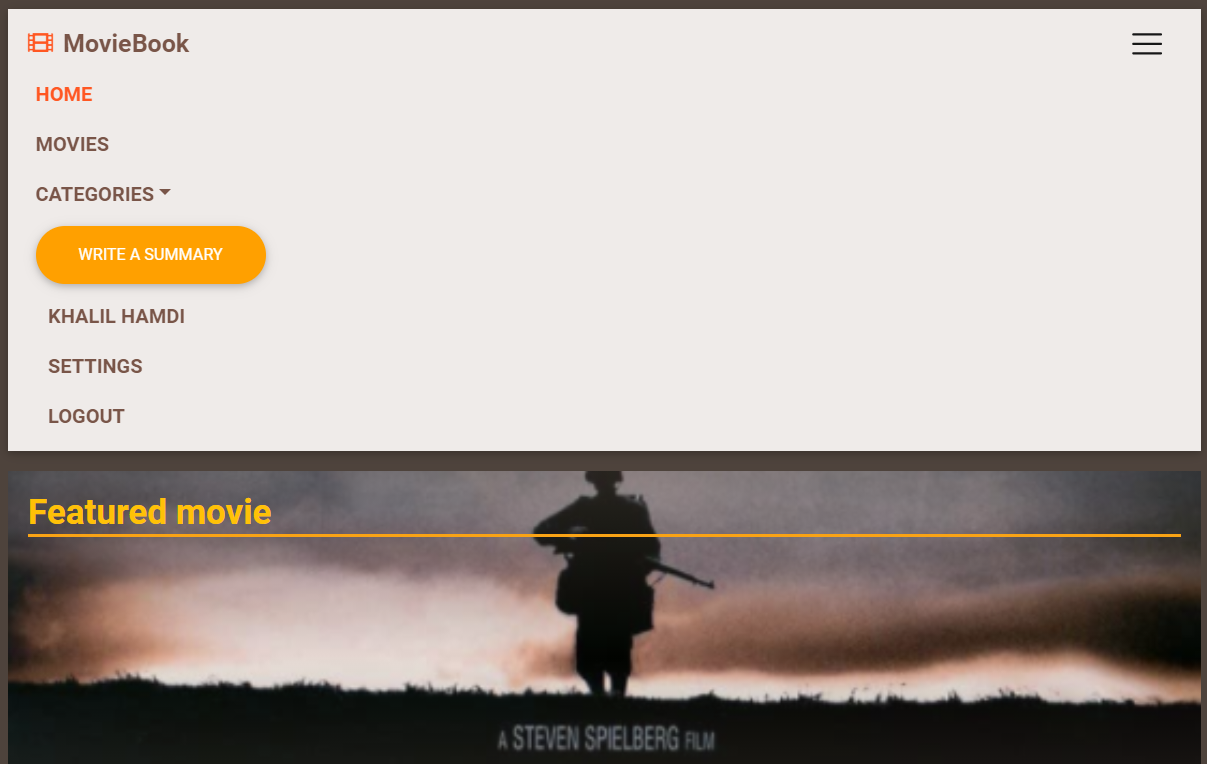 MovieBook
HOME
MOVIES
CATEGORIES
WRITE A SUMMARY
KHALIL HAMDI
SETTINGS
LOGOUT
Featured movie
A STEVEN SPIELBERG FILM